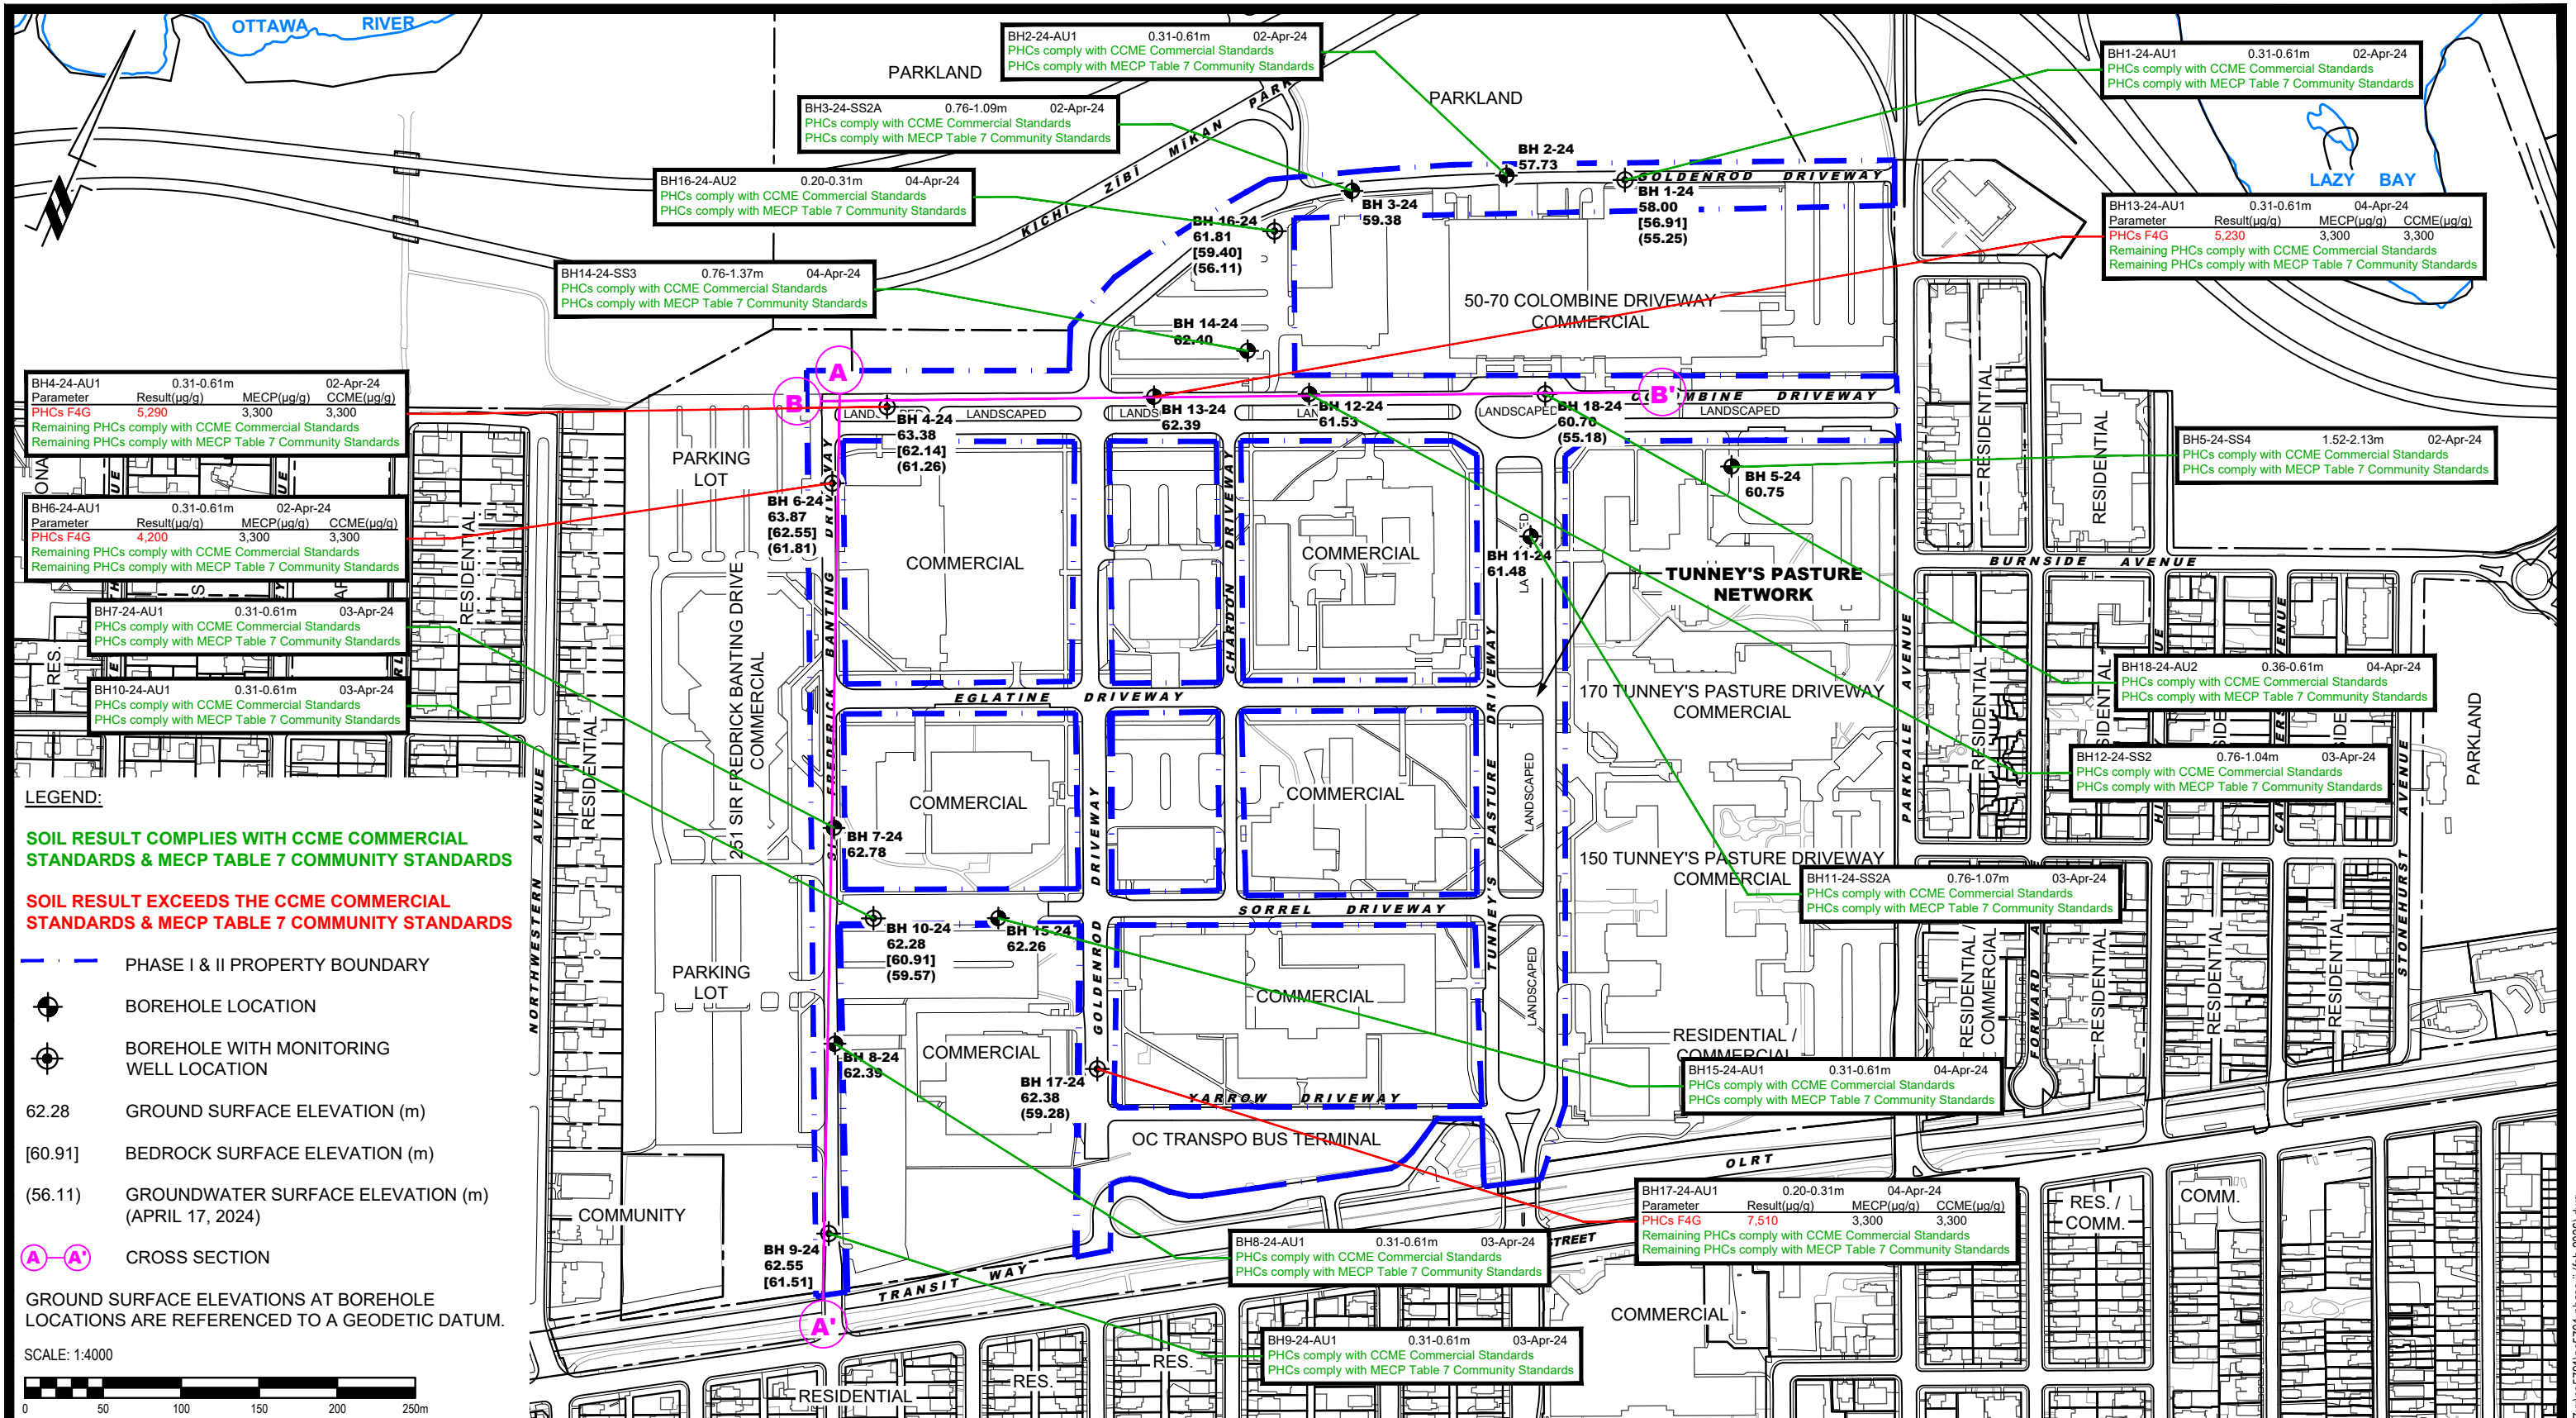 OTTAWA RIVER
PARKLAND
PARKLAND
KICHI ZĪBĪ MĪKAN PARK
LAZY BAY
BH2-24-AU1 0.31-0.61m 02-Apr-24
PHCs comply with CCME Commercial Standards
PHCs comply with MECP Table 7 Community Standards
BH1-24-AU1 0.31-0.61m 02-Apr-24
PHCs comply with CCME Commercial Standards
PHCs comply with MECP Table 7 Community Standards
BH3-24-SS2A 0.76-1.09m 02-Apr-24
PHCs comply with CCME Commercial Standards
PHCs comply with MECP Table 7 Community Standards
BH16-24-AU2 0.20-0.31m 04-Apr-24
PHCs comply with CCME Commercial Standards
PHCs comply with MECP Table 7 Community Standards
BH13-24-AU1 0.31-0.61m 04-Apr-24
Parameter Result(µg/g) MECP(µg/g) CCME(µg/g)
PHCs F4G 5,230 3,300 3,300
Remaining PHCs comply with CCME Commercial Standards
Remaining PHCs comply with MECP Table 7 Community Standards
BH14-24-SS3 0.76-1.37m 04-Apr-24
PHCs comply with CCME Commercial Standards
PHCs comply with MECP Table 7 Community Standards
BH4-24-AU1 0.31-0.61m 02-Apr-24
Parameter Result(µg/g) MECP(µg/g) CCME(µg/g)
PHCs F4G 5,290 3,300 3,300
Remaining PHCs comply with CCME Commercial Standards
Remaining PHCs comply with MECP Table 7 Community Standards
BH5-24-SS4 1.52-2.13m 02-Apr-24
PHCs comply with CCME Commercial Standards
PHCs comply with MECP Table 7 Community Standards
BH6-24-AU1 0.31-0.61m 02-Apr-24
Parameter Result(µg/g) MECP(µg/g) CCME(µg/g)
PHCs F4G 4,200 3,300 3,300
Remaining PHCs comply with CCME Commercial Standards
Remaining PHCs comply with MECP Table 7 Community Standards
BH7-24-AU1 0.31-0.61m 03-Apr-24
PHCs comply with CCME Commercial Standards
PHCs comply with MECP Table 7 Community Standards
BH10-24-AU1 0.31-0.61m 03-Apr-24
PHCs comply with CCME Commercial Standards
PHCs comply with MECP Table 7 Community Standards
BH18-24-AU2 0.36-0.61m 04-Apr-24
PHCs comply with CCME Commercial Standards
PHCs comply with MECP Table 7 Community Standards
BH12-24-SS2 0.76-1.04m 03-Apr-24
PHCs comply with CCME Commercial Standards
PHCs comply with MECP Table 7 Community Standards
BH11-24-SS2A 0.76-1.07m 03-Apr-24
PHCs comply with CCME Commercial Standards
PHCs comply with MECP Table 7 Community Standards
BH15-24-AU1 0.31-0.61m 04-Apr-24
PHCs comply with CCME Commercial Standards
PHCs comply with MECP Table 7 Community Standards
BH17-24-AU1 0.20-0.31m 04-Apr-24
Parameter Result(µg/g) MECP(µg/g) CCME(µg/g)
PHCs F4G 7,510 3,300 3,300
Remaining PHCs comply with CCME Commercial Standards
Remaining PHCs comply with MECP Table 7 Community Standards
BH8-24-AU1 0.31-0.61m 03-Apr-24
PHCs comply with CCME Commercial Standards
PHCs comply with MECP Table 7 Community Standards
BH9-24-AU1 0.31-0.61m 03-Apr-24
PHCs comply with CCME Commercial Standards
PHCs comply with MECP Table 7 Community Standards
BH 2-24
57.73
GOLDENROD DRIVEWAY
BH 1-24
58.00
[56.91]
(55.25)
BH 3-24
59.38
BH 16-24
61.81
[59.40]
(56.11)
BH 14-24
62.40
50-70 COLOMBINE DRIVEWAY
COMMERCIAL
A
B
B'
COLOMBINE DRIVEWAY
LANDSCAPED
LANDSCAPED
LANDSCAPED
BH 4-24
63.38
[62.14]
(61.26)
BH 13-24
62.39
BH 12-24
61.53
BH 18-24
60.70
(55.18)
BH 5-24
60.75
BH 6-24
63.87
[62.55]
(61.81)
BH 11-24
61.48
TUNNEY'S PASTURE
NETWORK
PARKING
LOT
COMMERCIAL
COMMERCIAL
CHARDON DRIVEWAY
SIR FREDERICK BANTING DRIVEWAY
251 SIR FREDRICK BANTING DRIVE
COMMERCIAL
EGLATINE DRIVEWAY
170 TUNNEY'S PASTURE DRIVEWAY
COMMERCIAL
COMMERCIAL
COMMERCIAL
LANDSCAPED
TUNNEY'S PASTURE DRIVEWAY
150 TUNNEY'S PASTURE DRIVEWAY
COMMERCIAL
BH 7-24
62.78
BH 10-24
62.28
[60.91]
(59.57)
BH 15-24
62.26
SORREL DRIVEWAY
GOLDENROD DRIVEWAY
PARKING
LOT
COMMERCIAL
COMMERCIAL
LANDSCAPED
RESIDENTIAL /
COMMERCIAL
BH 8-24
62.39
BH 17-24
62.38
(59.28)
YARROW DRIVEWAY
OC TRANSPO BUS TERMINAL
OLRT
COMMUNITY
BH 9-24
62.55
[61.51]
A'
TRANSIT WAY
STREET
RESIDENTIAL
RES.
RES.
COMMERCIAL
RES. /
COMM.
COMM.
NORTHWESTERN AVENUE
RESIDENTIAL
RESIDENTIAL
RES.
PARKDALE AVENUE
RESIDENTIAL
RESIDENTIAL
BURNSIDE AVENUE
RESIDENTIAL
RESIDENTIAL /
COMMERCIAL
RESIDENTIAL
RESIDENTIAL
RESIDENTIAL
STONEHURST AVENUE
PARKLAND
LEGEND:
SOIL RESULT COMPLIES WITH CCME COMMERCIAL
STANDARDS & MECP TABLE 7 COMMUNITY STANDARDS
SOIL RESULT EXCEEDS THE CCME COMMERCIAL
STANDARDS & MECP TABLE 7 COMMUNITY STANDARDS
PHASE I & II PROPERTY BOUNDARY
BOREHOLE LOCATION
BOREHOLE WITH MONITORING
WELL LOCATION
62.28 GROUND SURFACE ELEVATION (m)
[60.91] BEDROCK SURFACE ELEVATION (m)
(56.11) GROUNDWATER SURFACE ELEVATION (m)
(APRIL 17, 2024)
A A' CROSS SECTION
GROUND SURFACE ELEVATIONS AT BOREHOLE
LOCATIONS ARE REFERENCED TO A GEODETIC DATUM.
SCALE: 1:4000
0 50 100 150 200 250m